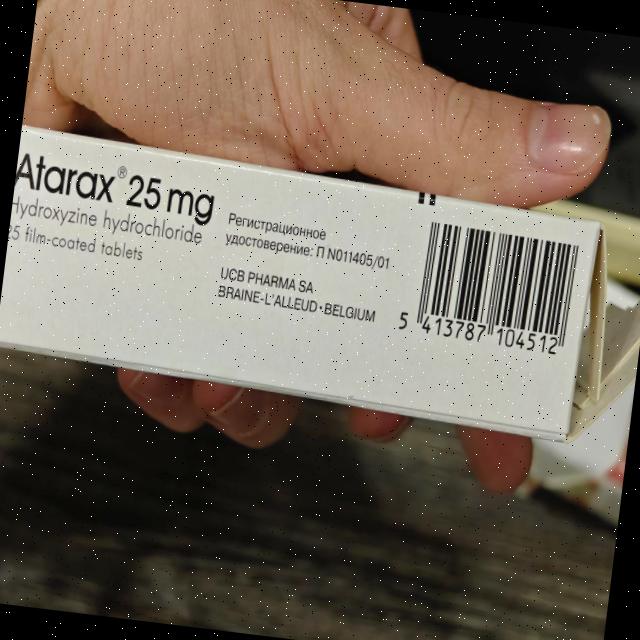 Atarax® 25 mg
Hydroxyzine hydrochloride
25 film-coated tablets
Регистрационное
удостоверение: П N011405/01
UCB PHARMA SA
BRAINE-L'ALLEUD·BELGIUM
5 413787 104512